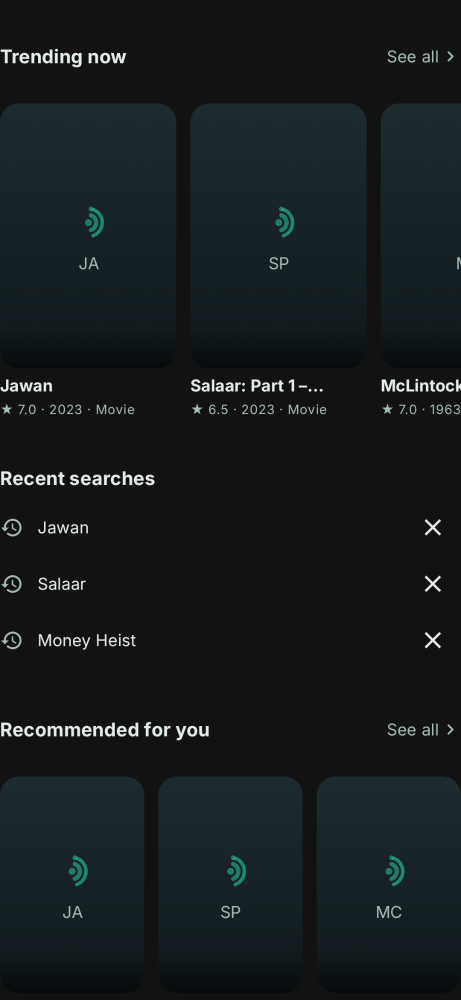 Trending now
See all
JA
SP
Jawan
Salaar: Part 1 –...
McLintock
★ 7.0 · 2023 · Movie
★ 6.5 · 2023 · Movie
★ 7.0 · 1963
Recent searches
Jawan
Salaar
Money Heist
Recommended for you
See all
JA
SP
MC